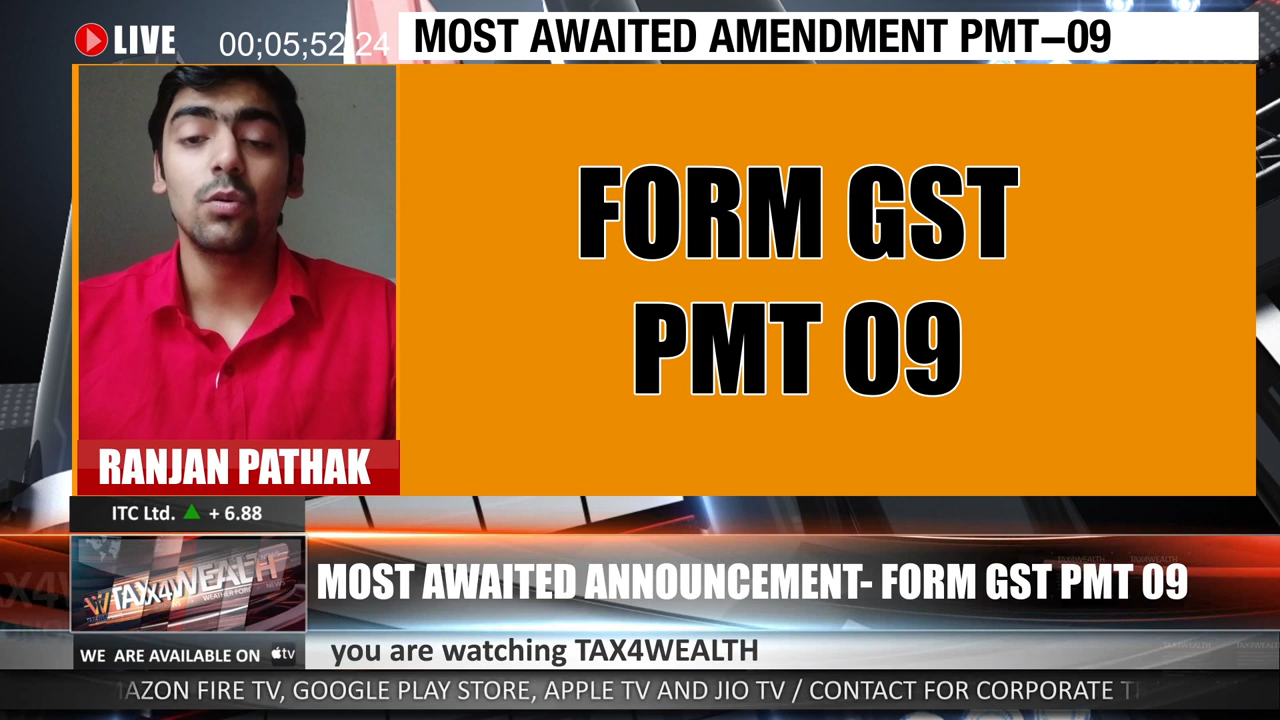 LIVE
00;05;52;24
MOST AWAITED AMENDMENT PMT–09
FORM GST
PMT 09
RANJAN PATHAK
ITC Ltd. ▲ + 6.88
TAX4WEALTH
MOST AWAITED ANNOUNCEMENT- FORM GST PMT 09
WE ARE AVAILABLE ON tv
you are watching TAX4WEALTH
AZON FIRE TV, GOOGLE PLAY STORE, APPLE TV AND JIO TV / CONTACT FOR CORPORATE